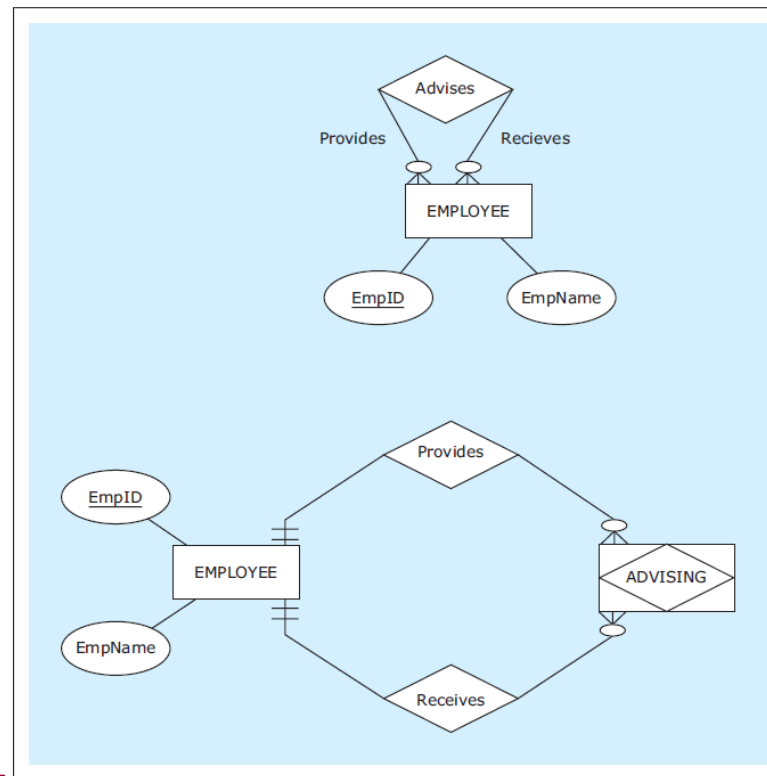 Advises
Provides
Recieves
EMPLOYEE
EmpID
EmpName
Provides
EmpID
EMPLOYEE
ADVISING
EmpName
Receives